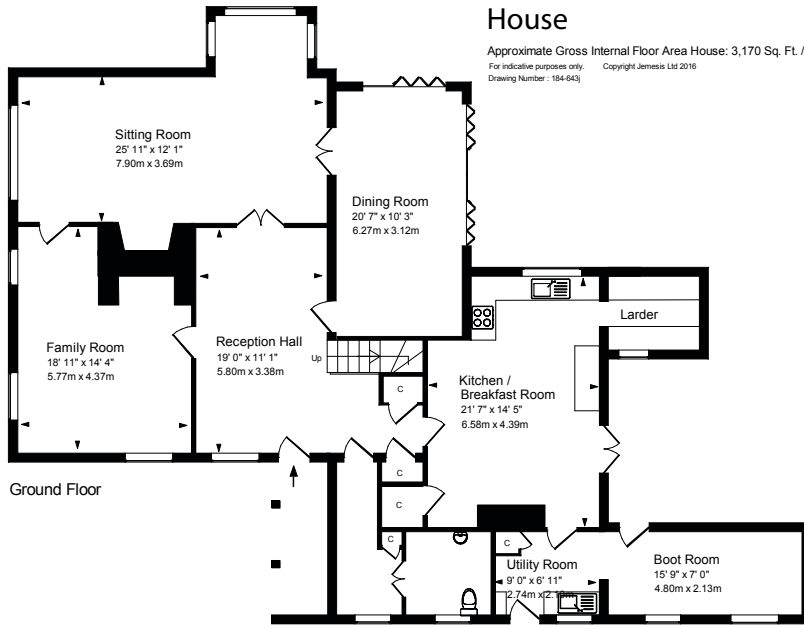 House
Approximate Gross Internal Floor Area House: 3,170 Sq. Ft. /
For indicative purposes only. Copyright Jemesis Ltd 2016
Drawing Number : 184-643j
Sitting Room
25' 11" x 12' 1"
7.90m x 3.69m
Dining Room
20' 7" x 10' 3"
6.27m x 3.12m
Larder
Family Room
18' 11" x 14' 4"
5.77m x 4.37m
Reception Hall
19' 0" x 11' 1"
5.80m x 3.38m
Up
C
Kitchen /
Breakfast Room
21' 7" x 14' 5"
6.58m x 4.39m
C
C
Ground Floor
C
C
Utility Room
9' 0" x 6' 11"
2.74m x
Boot Room
15' 9" x 7' 0"
4.80m x 2.13m